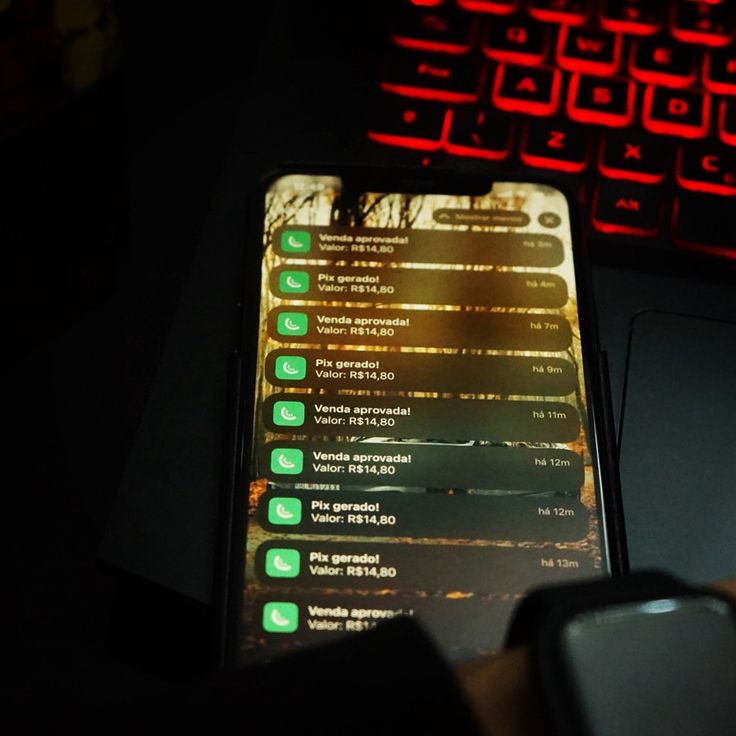 Q
W
E
Fnc
A
S
D
Z
X
C
Alt
Mostrar menos
Venda aprovada!
há 3m
Valor: R$14,80
Pix gerado!
há 4m
Valor: R$14,80
Venda aprovada!
há 7m
Valor: R$14,80
Pix gerado!
há 9m
Valor: R$14,80
Venda aprovada!
há 11m
Valor: R$14,80
Venda aprovada!
há 12m
Valor: R$14,80
Pix gerado!
há 12m
Valor: R$14,80
Pix gerado!
há 13m
Valor: R$14,80
Venda
Valor: